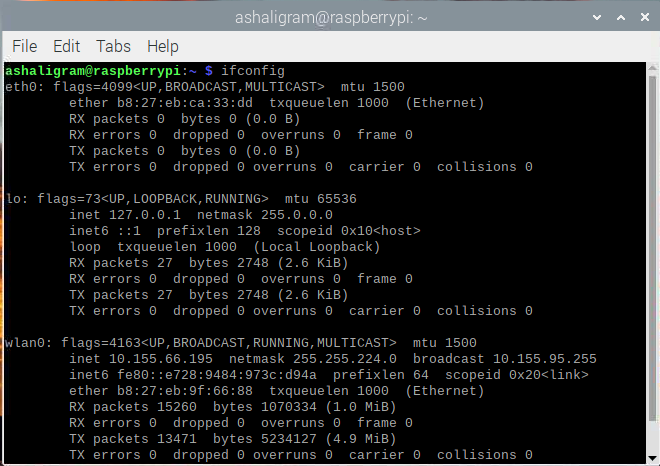 ashaligram@raspberrypi: ~
File Edit Tabs Help
ashaligram@raspberrypi:~ $ ifconfig
eth0: flags=4099<UP,BROADCAST,MULTICAST>  mtu 1500
        ether b8:27:eb:ca:33:dd  txqueuelen 1000  (Ethernet)
        RX packets 0  bytes 0 (0.0 B)
        RX errors 0  dropped 0  overruns 0  frame 0
        TX packets 0  bytes 0 (0.0 B)
        TX errors 0  dropped 0 overruns 0  carrier 0  collisions 0
lo: flags=73<UP,LOOPBACK,RUNNING>  mtu 65536
        inet 127.0.0.1  netmask 255.0.0.0
        inet6 ::1  prefixlen 128  scopeid 0x10<host>
        loop  txqueuelen 1000  (Local Loopback)
        RX packets 27  bytes 2748 (2.6 KiB)
        RX errors 0  dropped 0  overruns 0  frame 0
        TX packets 27  bytes 2748 (2.6 KiB)
        TX errors 0  dropped 0 overruns 0  carrier 0  collisions 0
wlan0: flags=4163<UP,BROADCAST,RUNNING,MULTICAST>  mtu 1500
        inet 10.155.66.195  netmask 255.255.224.0  broadcast 10.155.95.255
        inet6 fe80::e728:9484:973c:d94a  prefixlen 64  scopeid 0x20<link>
        ether b8:27:eb:9f:66:88  txqueuelen 1000  (Ethernet)
        RX packets 15260  bytes 1070334 (1.0 MiB)
        RX errors 0  dropped 0  overruns 0  frame 0
        TX packets 13471  bytes 5234127 (4.9 MiB)
        TX errors 0  dropped 0 overruns 0  carrier 0  collisions 0